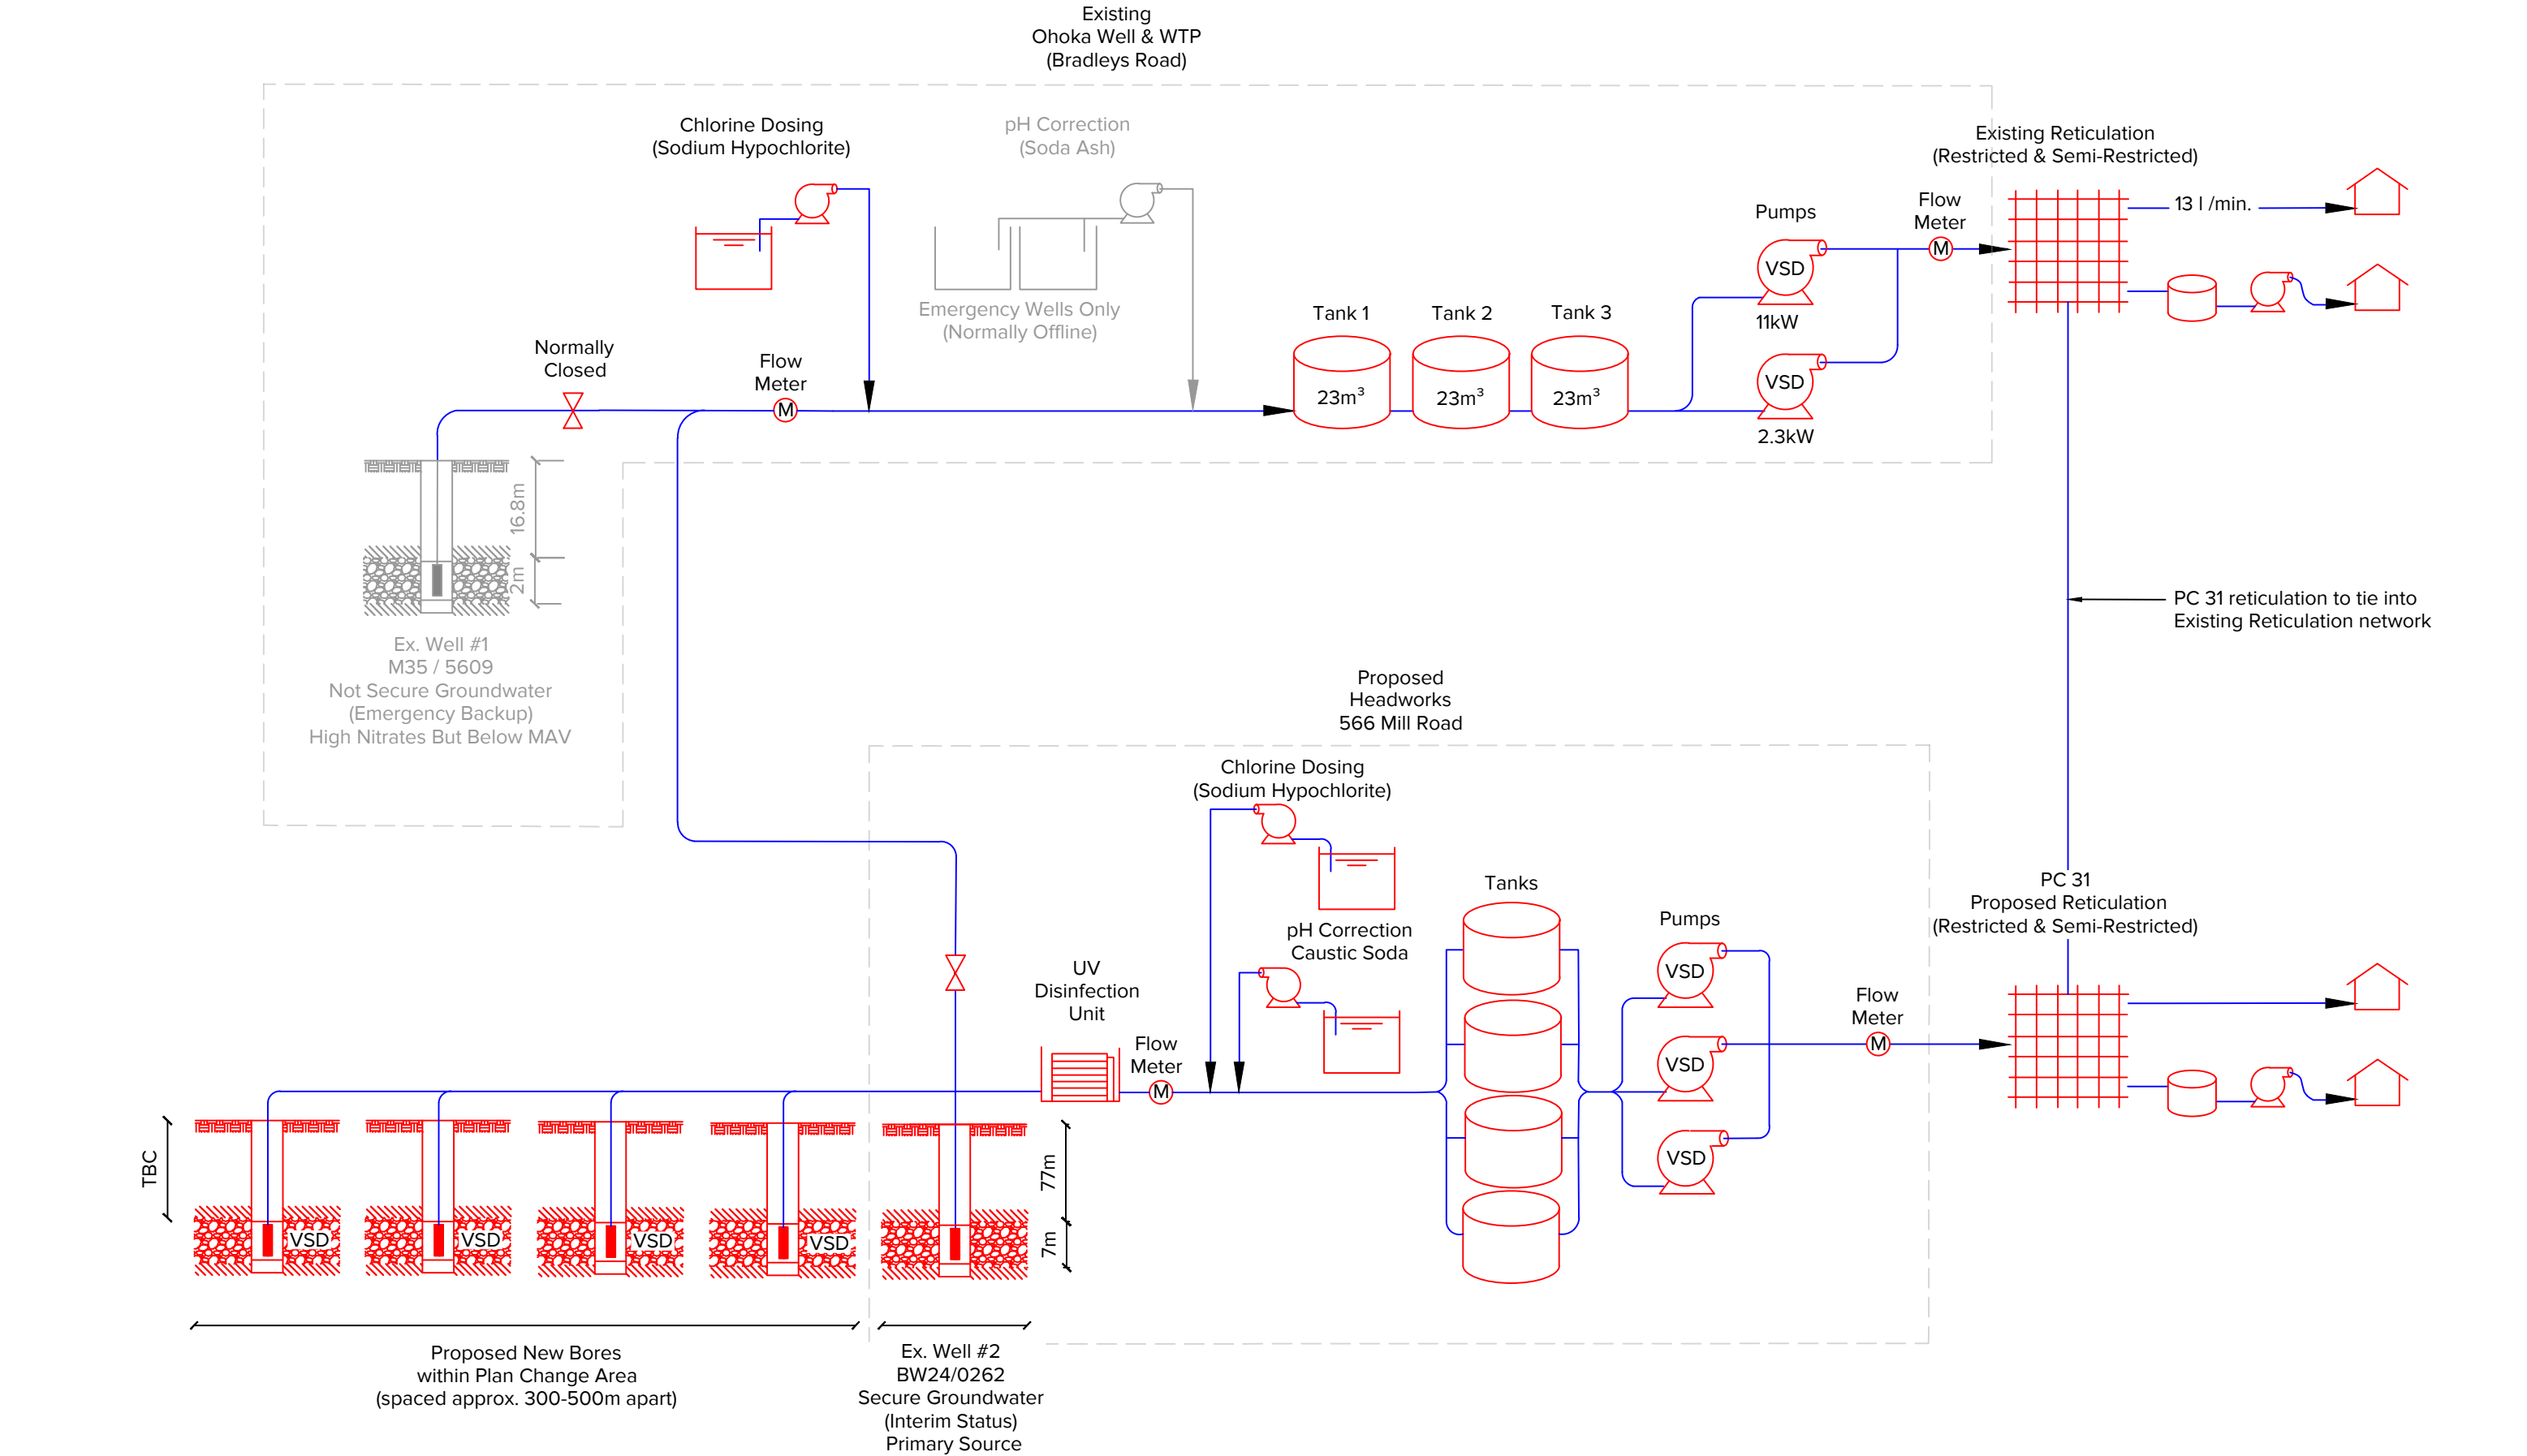 Existing
Ohoka Well & WTP
(Bradleys Road)
Chlorine Dosing
(Sodium Hypochlorite)
pH Correction
(Soda Ash)
Emergency Wells Only
(Normally Offline)
Existing Reticulation
(Restricted & Semi-Restricted)
13 l /min.
Pumps
Flow
Meter
M
VSD
11kW
VSD
2.3kW
Tank 1
Tank 2
Tank 3
23m³
23m³
23m³
Normally
Closed
Flow
Meter
M
16.8m
2m
Ex. Well #1
M35 / 5609
Not Secure Groundwater
(Emergency Backup)
High Nitrates But Below MAV
PC 31 reticulation to tie into
Existing Reticulation network
Proposed
Headworks
566 Mill Road
Chlorine Dosing
(Sodium Hypochlorite)
pH Correction
Caustic Soda
Tanks
Pumps
VSD
VSD
VSD
Flow
Meter
M
PC 31
Proposed Reticulation
(Restricted & Semi-Restricted)
UV
Disinfection
Unit
Flow
Meter
M
TBC
VSD
VSD
VSD
VSD
77m
7m
Proposed New Bores
within Plan Change Area
(spaced approx. 300-500m apart)
Ex. Well #2
BW24/0262
Secure Groundwater
(Interim Status)
Primary Source